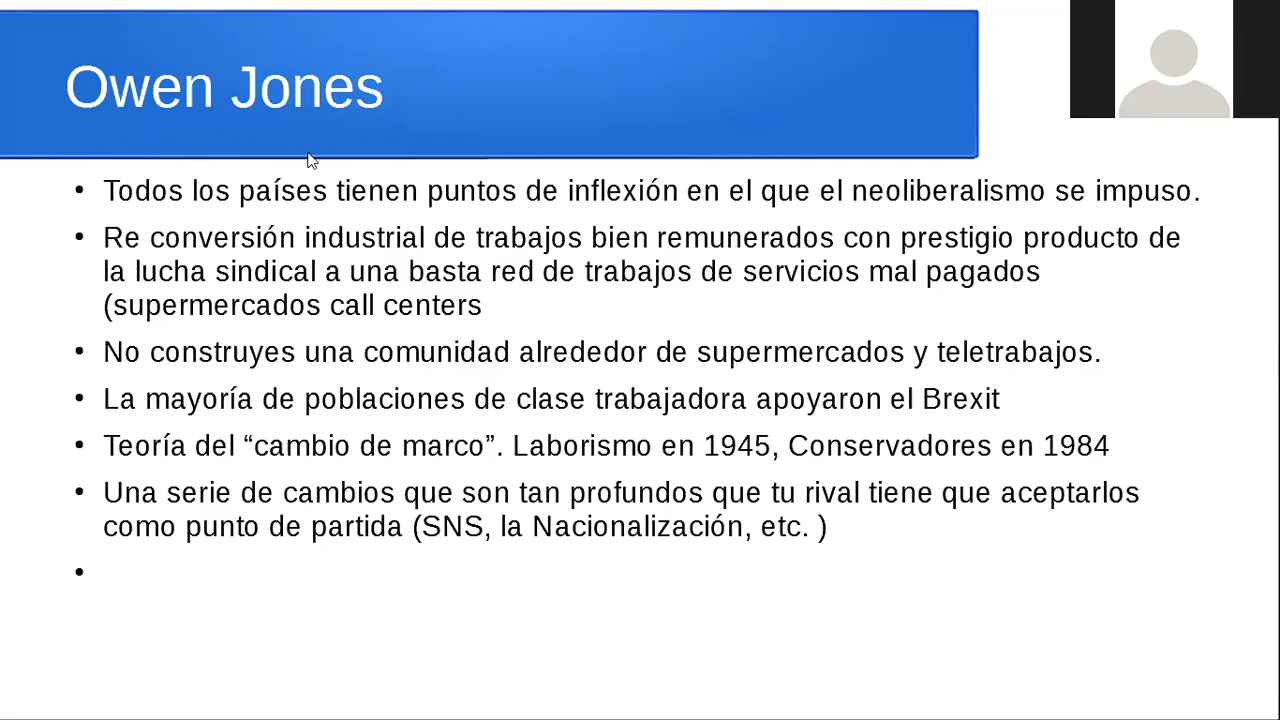 Owen Jones
• Todos los países tienen puntos de inflexión en el que el neoliberalismo se impuso.
• Re conversión industrial de trabajos bien remunerados con prestigio producto de
la lucha sindical a una basta red de trabajos de servicios mal pagados
(supermercados call centers
• No construyes una comunidad alrededor de supermercados y teletrabajos.
• La mayoría de poblaciones de clase trabajadora apoyaron el Brexit
• Teoría del “cambio de marco”. Laborismo en 1945, Conservadores en 1984
• Una serie de cambios que son tan profundos que tu rival tiene que aceptarlos
como punto de partida (SNS, la Nacionalización, etc. )
•